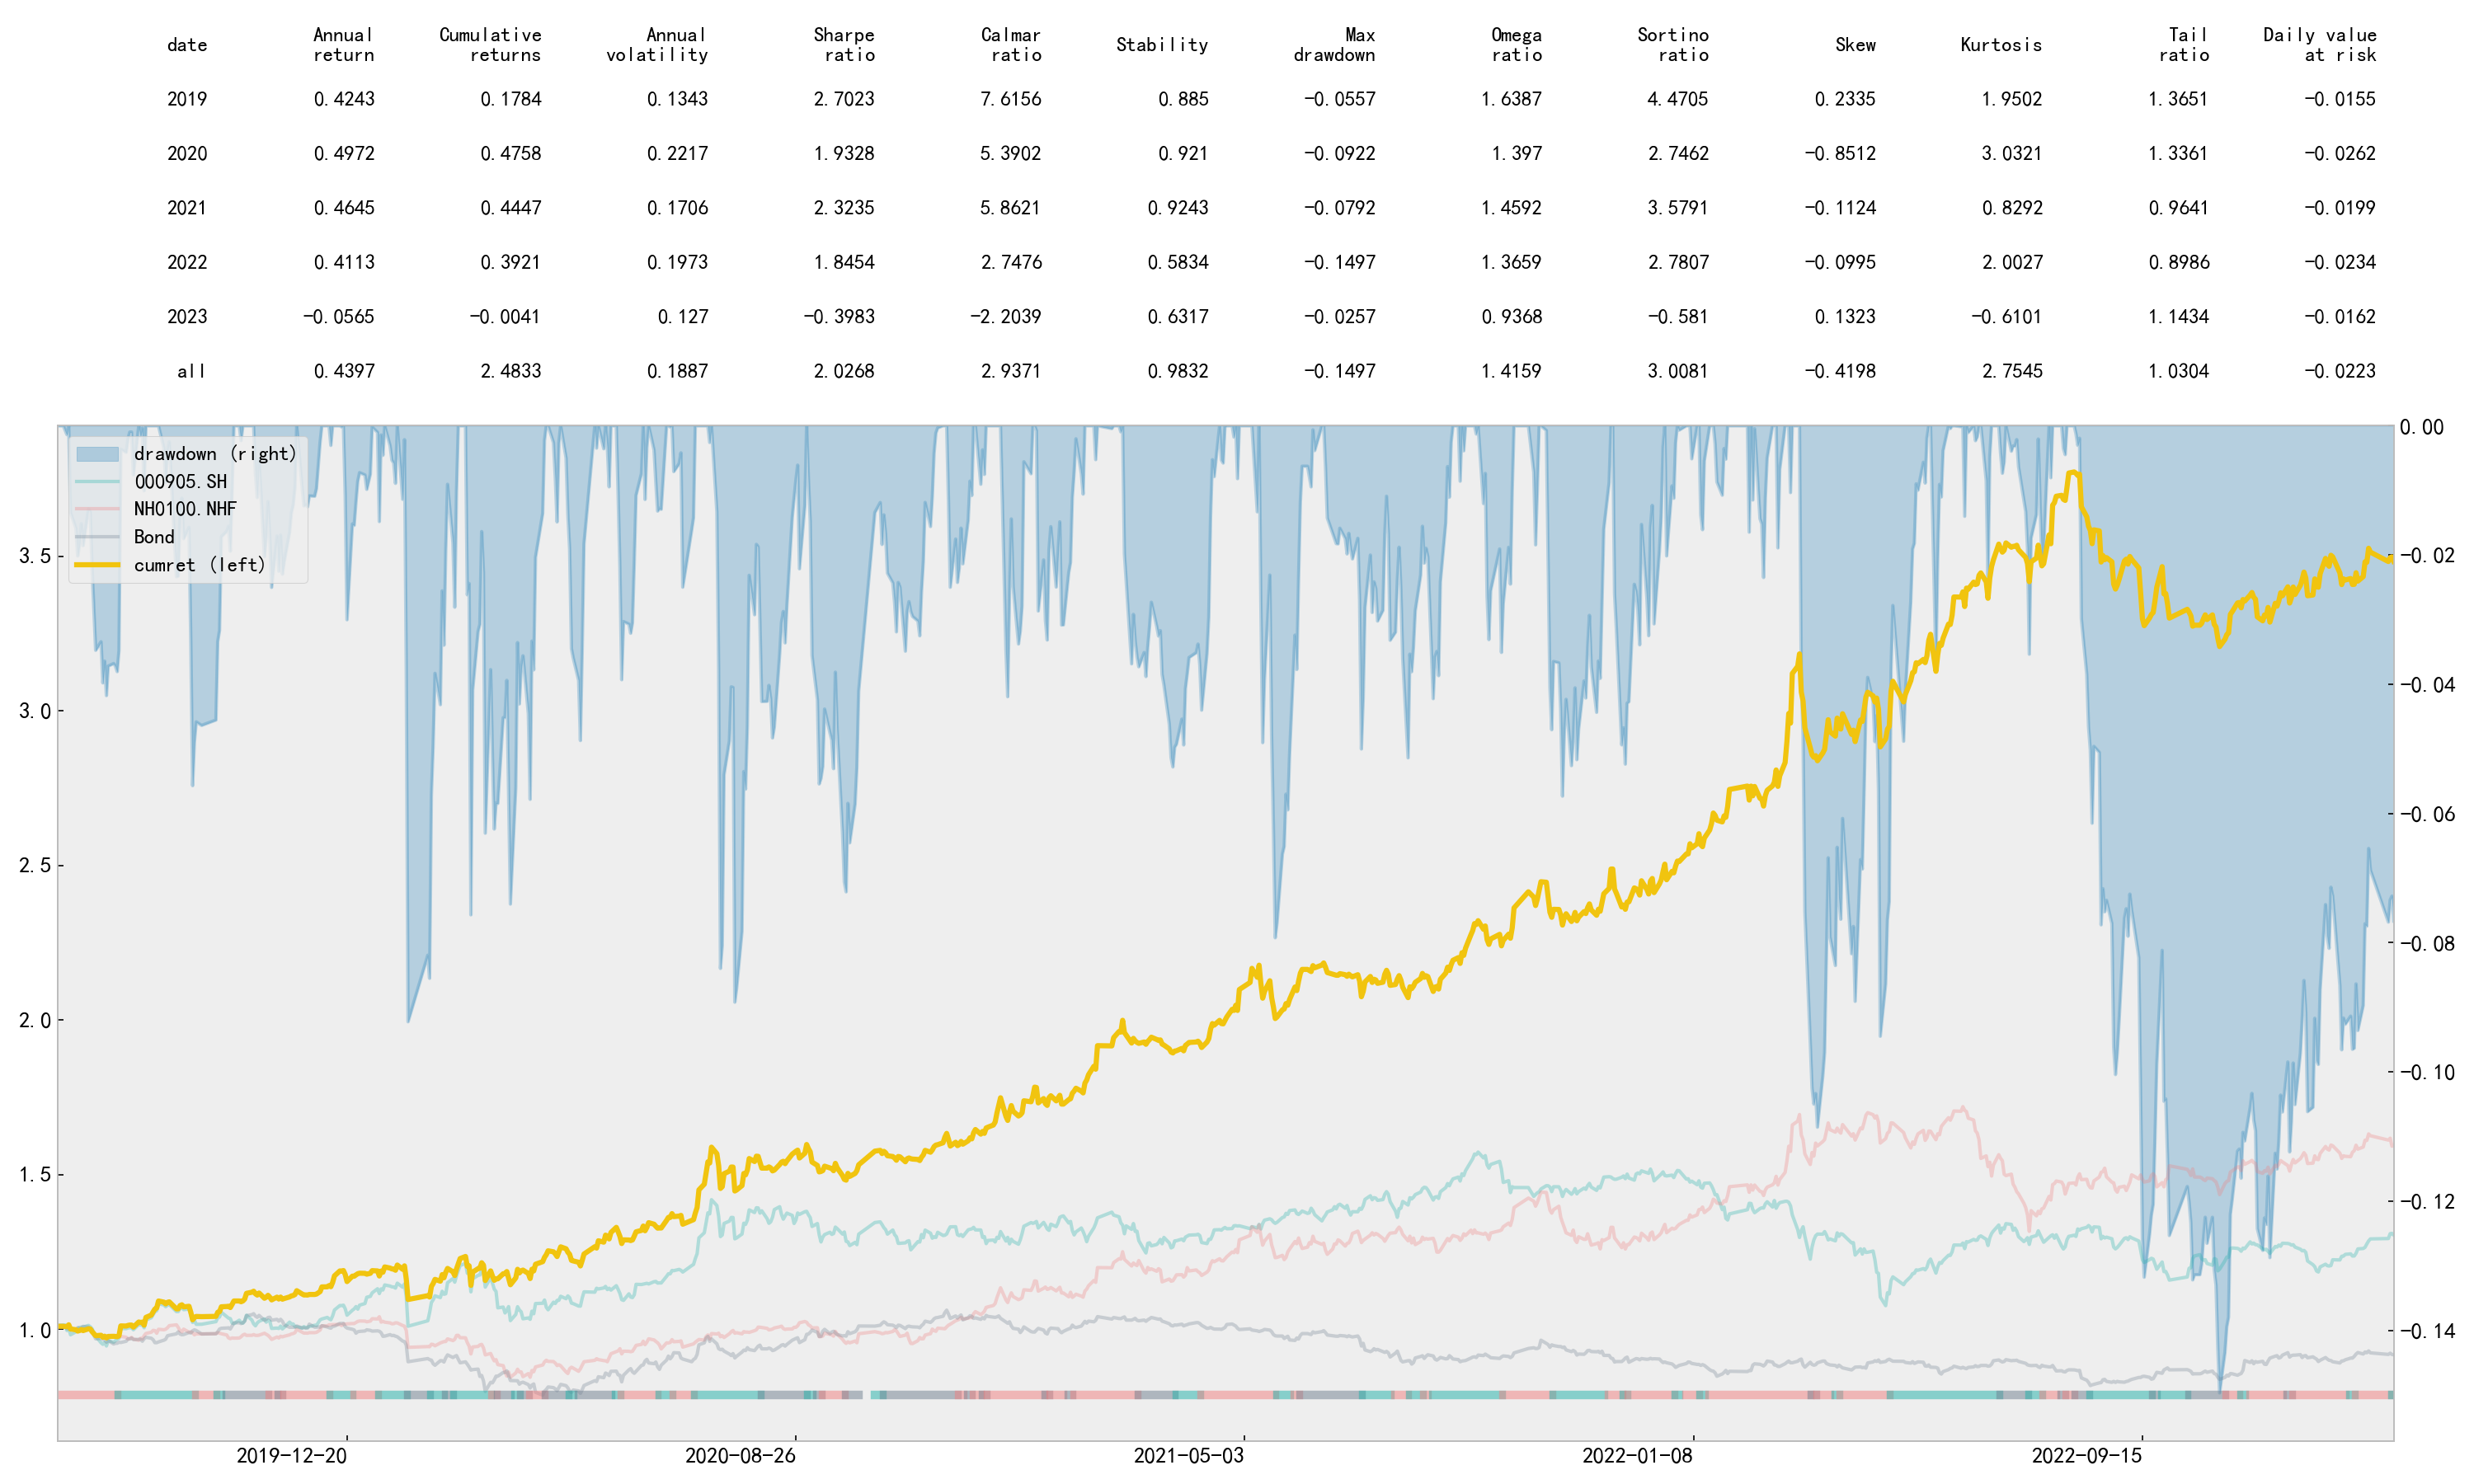 date Annual return Cumulative returns Annual volatility Sharpe ratio Calmar ratio Stability Max drawdown Omega ratio Sortino ratio Skew Kurtosis Tail ratio Daily value at risk
2019 0.4243 0.1784 0.1343 2.7023 7.6156 0.885 −0.0557 1.6387 4.4705 0.2335 1.9502 1.3651 −0.0155
2020 0.4972 0.4758 0.2217 1.9328 5.3902 0.921 −0.0922 1.397 2.7462 −0.8512 3.0321 1.3361 −0.0262
2021 0.4645 0.4447 0.1706 2.3235 5.8621 0.9243 −0.0792 1.4592 3.5791 −0.1124 0.8292 0.9641 −0.0199
2022 0.4113 0.3921 0.1973 1.8454 2.7476 0.5834 −0.1497 1.3659 2.7807 −0.0995 2.0027 0.8986 −0.0234
2023 −0.0565 −0.0041 0.127 −0.3983 −2.2039 0.6317 −0.0257 0.9368 −0.581 0.1323 −0.6101 1.1434 −0.0162
all 0.4397 2.4833 0.1887 2.0268 2.9371 0.9832 −0.1497 1.4159 3.0081 −0.4198 2.7545 1.0304 −0.0223
drawdown (right)
000905.SH
NH0100.NHF
Bond
cumret (left)
3.5
3.0
2.5
2.0
1.5
1.0
0.00
−0.02
−0.04
−0.06
−0.08
−0.10
−0.12
−0.14
2019-12-20 2020-08-26 2021-05-03 2022-01-08 2022-09-15